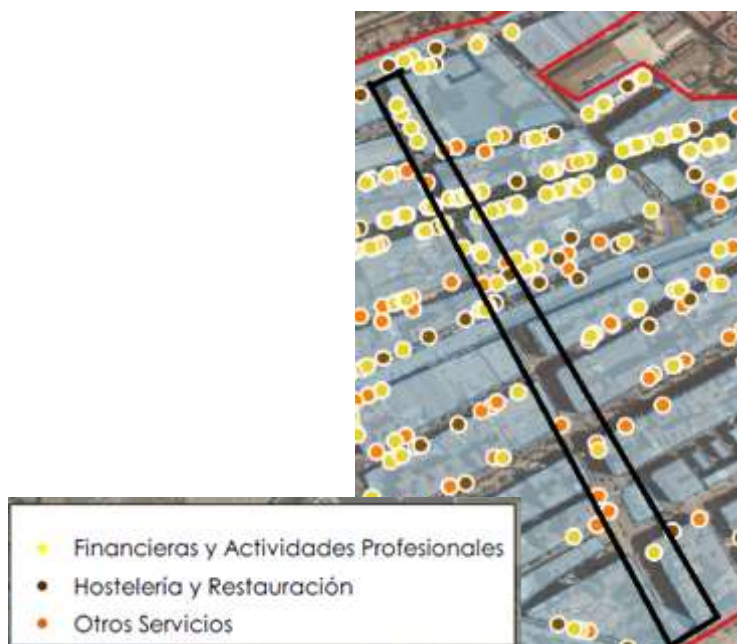 Financieras y Actividades Profesionales
Hostelería y Restauración
Otros Servicios